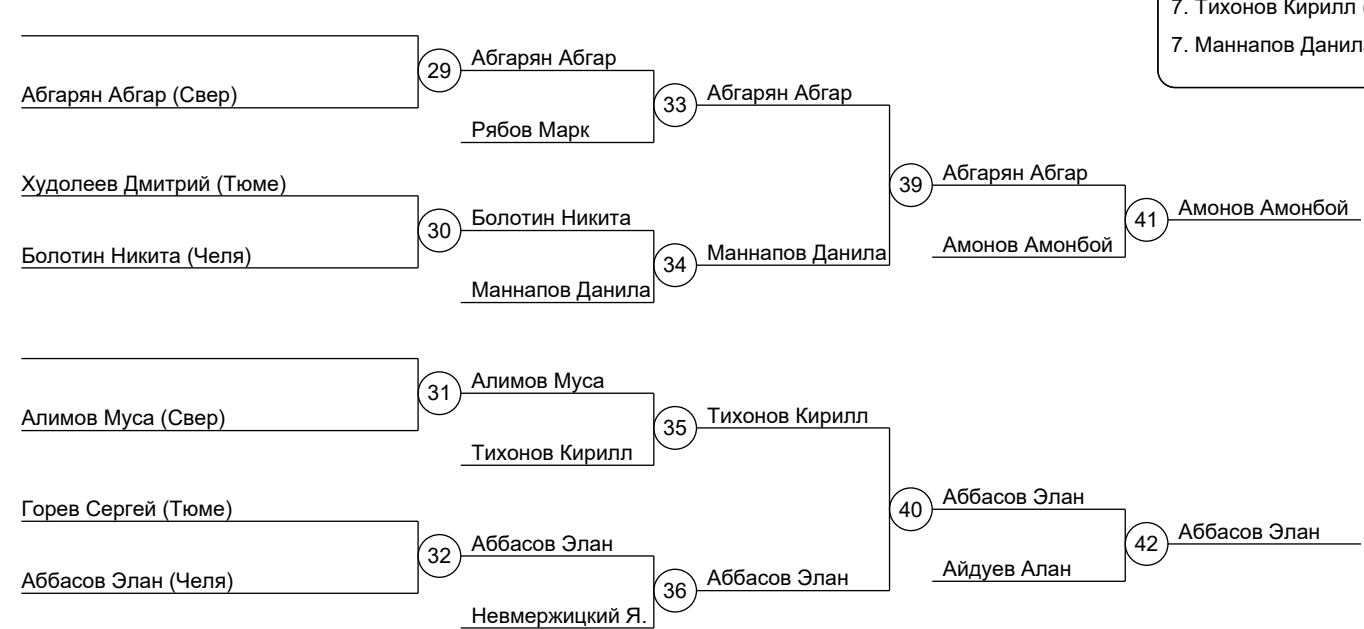 7. Тихонов Кирилл
7. Маннапов Данила
29
Абгарян Абгар
Абгарян Абгар (Свер)
33
Абгарян Абгар
Рябов Марк
Худолеев Дмитрий (Тюме)
39
Абгарян Абгар
30
Болотин Никита
41
Амонов Амонбой
Болотин Никита (Челя)
34
Маннапов Данила
Амонов Амонбой
Маннапов Данила
31
Алимов Муса
Алимов Муса (Свер)
35
Тихонов Кирилл
Тихонов Кирилл
Горев Сергей (Тюме)
40
Аббасов Элан
32
Аббасов Элан
42
Аббасов Элан
Аббасов Элан (Челя)
36
Аббасов Элан
Айдуев Алан
Невмержицкий Я.